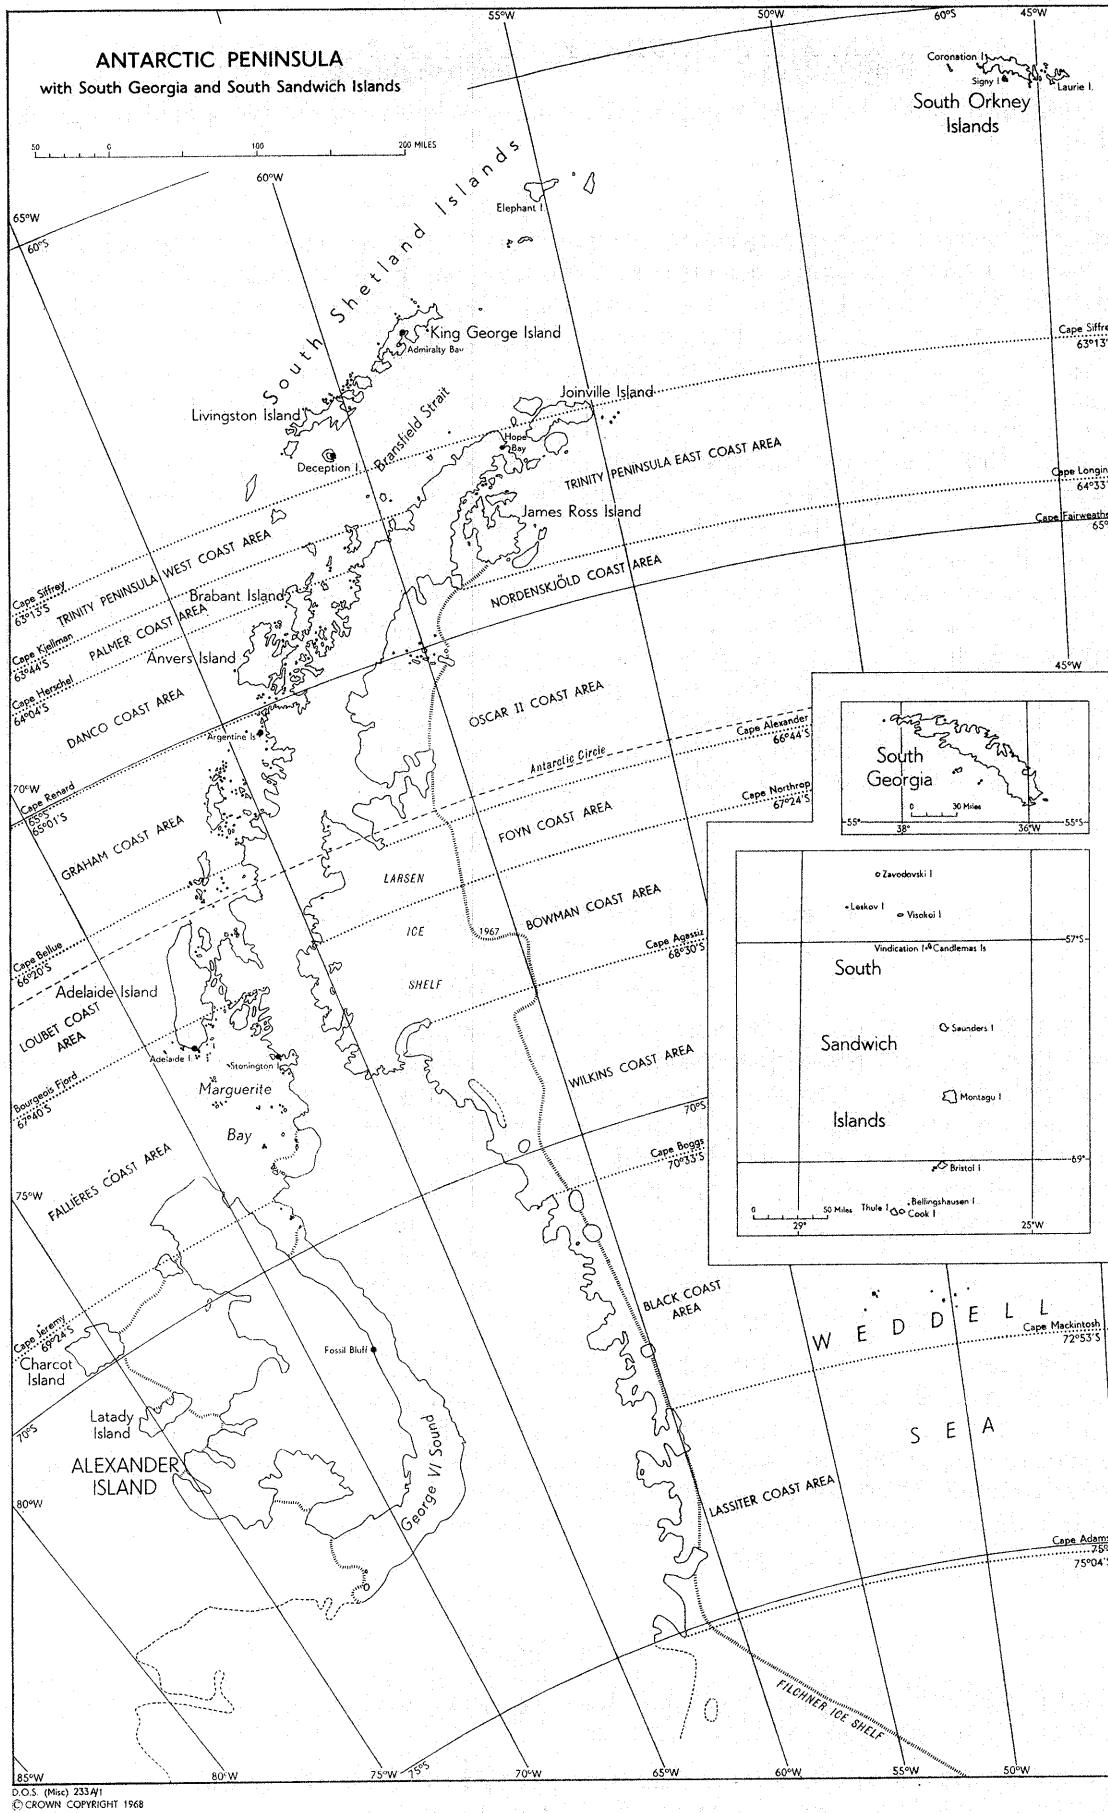 ANTARCTIC PENINSULA
with South Georgia and South Sandwich Islands
50 0 100 200 MILES
55°W
50°W
60°S
45°W
Coronation I
Signy I
Laurie I.
South Orkney
Islands
60°W
65°W
60°S
South Shetland Islands
Elephant I.
King George Island
Admiralty Bay
Livingston Island
Deception I.
Bransfield Strait
Joinville Island
Hope
Bay
Cape Siffre
63°13'
TRINITY PENINSULA EAST COAST AREA
James Ross Island
Cape Longin
64°33'
Cape Fairweathe
65°
NORDENSKJÖLD COAST AREA
Cape Siffrey
63°13'S
TRINITY PENINSULA WEST COAST AREA
Cape Kjellman
63°44'S
PALMER COAST AREA
Brabant Island
Cape Herschel
64°04'S
Anvers Island
DANCO COAST AREA
Argentine Is
70°W
Cape Renard
65°S
65°01'S
GRAHAM COAST AREA
OSCAR II COAST AREA
Antarctic Circle
Cape Alexander
66°44'S
45°W
FOYN COAST AREA
Cape Northrop
67°24'S
LARSEN
ICE
SHELF
1967
BOWMAN COAST AREA
Cape Agassiz
68°30'S
Cape Bellue
66°20'S
Adelaide Island
LOUBET COAST
AREA
Adelaide I.
Stonington I.
Bourgeois Fjord
67°40'S
Marguerite
Bay
WILKINS COAST AREA
70°S
Cape Boggs
70°33'S
FALLIERES COAST AREA
75°W
Cape Jeremy
69°24'S
Charcot
Island
70°S
Latady
Island
ALEXANDER
ISLAND
80°W
Fossil Bluff
George VI Sound
BLACK COAST
AREA
WEDDELL
SEA
Cape Mackintosh
72°53'S
LASSITER COAST AREA
Cape Adams
75°
75°04'S
FILCHNER ICE SHELF
South
Georgia
0 30 Miles
55°
38°
36°W
55°S
Zavodovski I
Leskov I
Visokoi I
57°S
Vindication I
Candlemas Is
South
Sandwich
Islands
Saunders I
Montagu I
59°
Bristol I
Bellingshausen I
Thule I
Cook I
0 50 Miles
29°
25°W
85°W
80°W
75°W
75°S
65°W
60°W
55°W
50°W
D.O.S. (Misc) 233A/1
© CROWN COPYRIGHT 1968